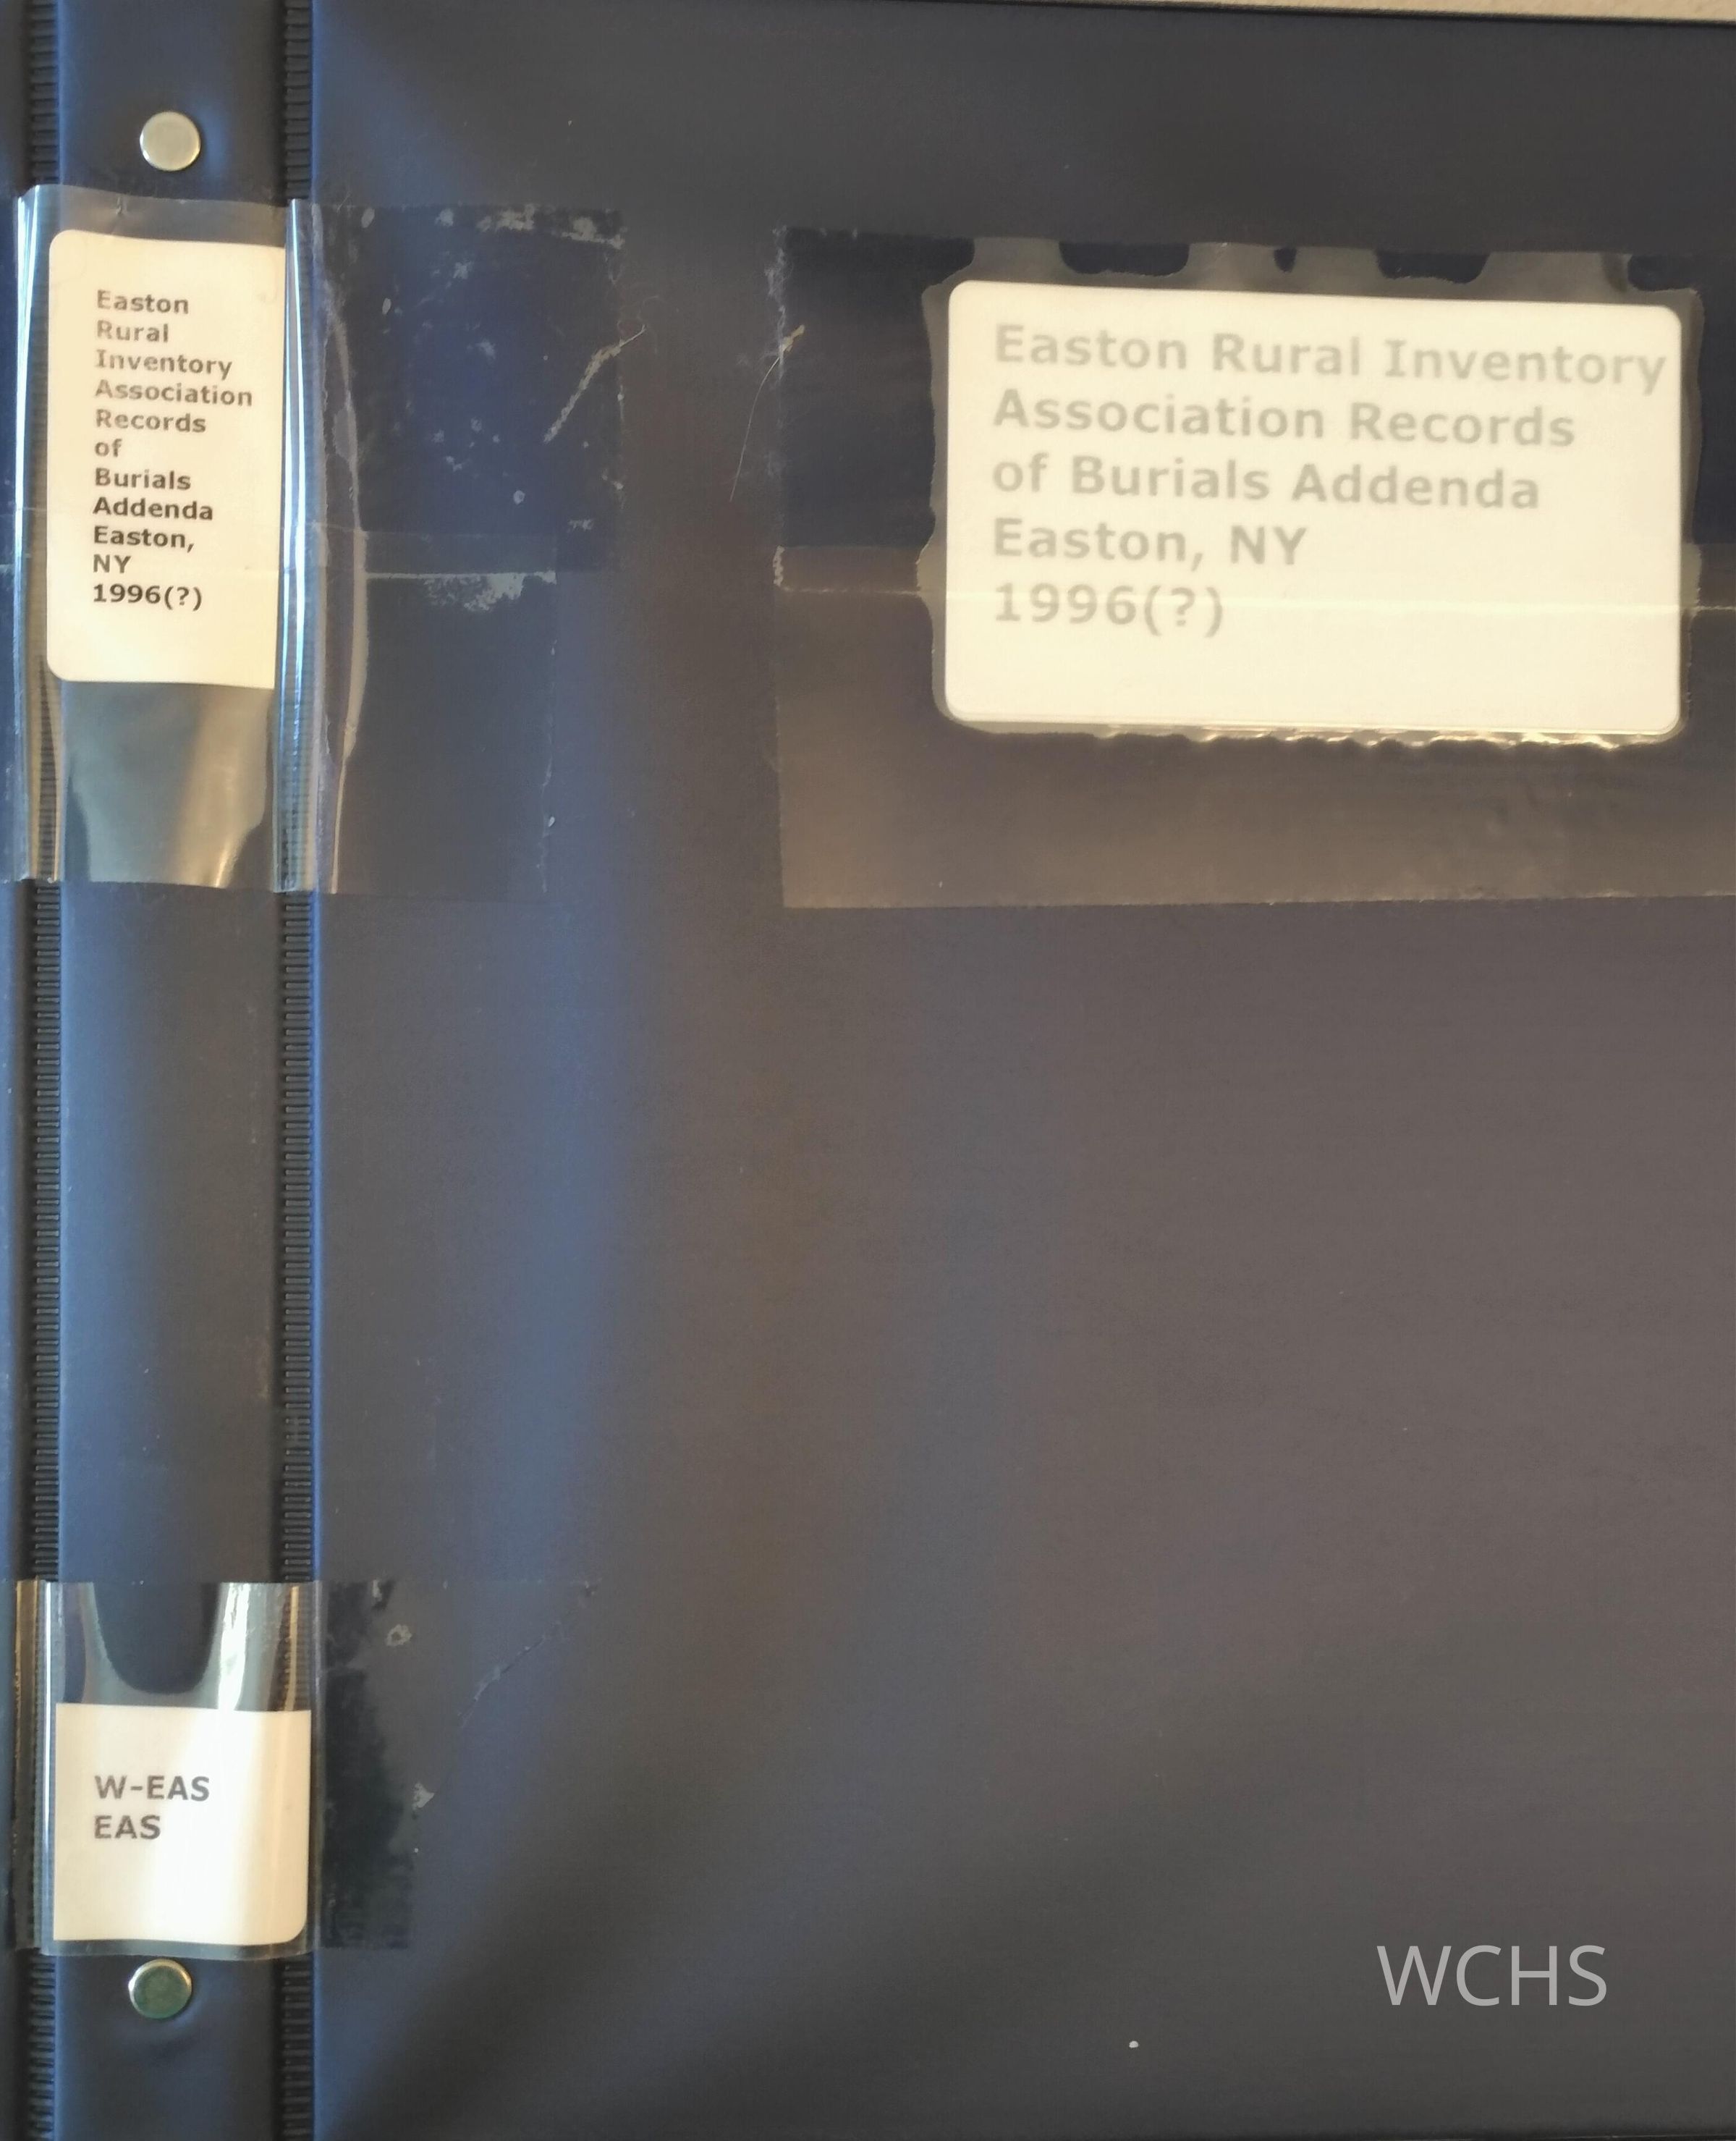 Easton
Rural
Inventory
Association
Records
of
Burials
Addenda
Easton,
NY
1996(?)
Easton Rural Inventory
Association Records
of Burials Addenda
Easton, NY
1996(?)
W-EAS
EAS
WCHS